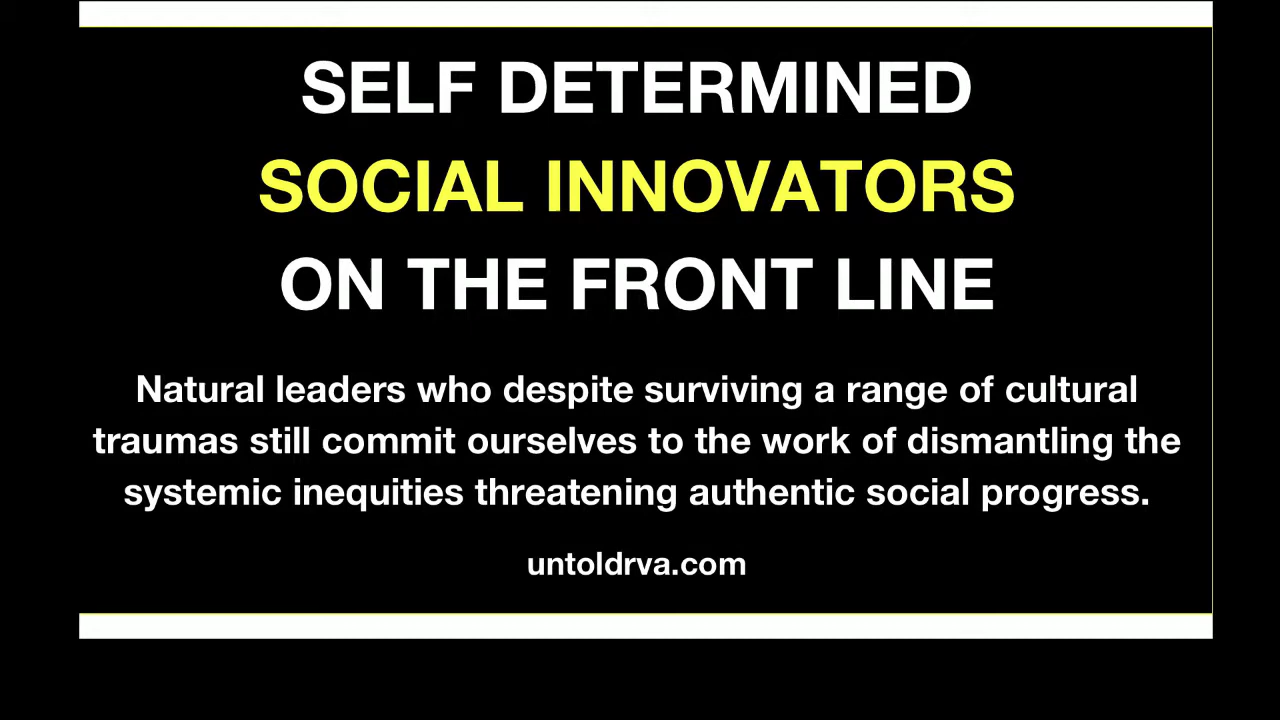 SELF DETERMINED
SOCIAL INNOVATORS
ON THE FRONT LINE
Natural leaders who despite surviving a range of cultural
traumas still commit ourselves to the work of dismantling the
systemic inequities threatening authentic social progress.
untoldrva.com